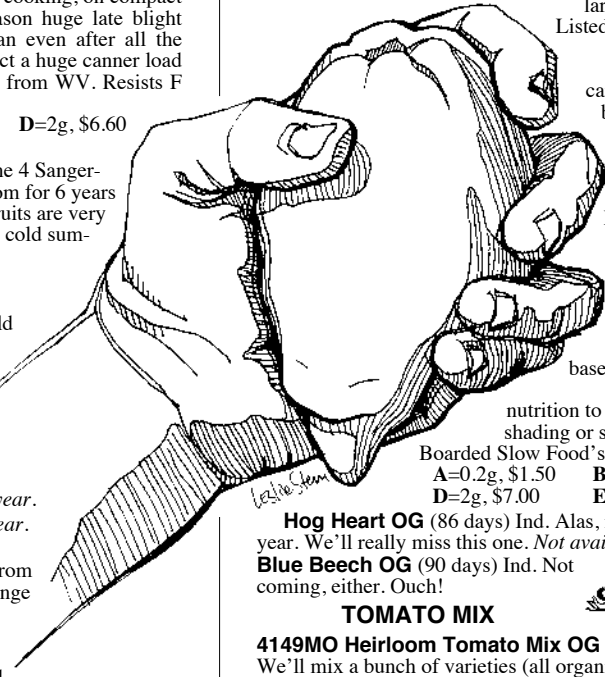 cooking, on compact
ason huge late blight
an even after all the
ct a huge canner load
from WV. Resists F
D=2g, $6.60
ne 4 Sanger-
om for 6 years
ruits are very
cold sum-
ld
year.
ear.
rom
nge
lar
Listed
ca
b
base
nutrition to
shading or s
Boarded Slow Food's
A=0.2g, $1.50 B
D=2g, $7.00 E
Hog Heart OG (86 days) Ind. Alas,
year. We'll really miss this one. Not avai
Blue Beech OG (90 days) Ind. Not
coming, either. Ouch!
TOMATO MIX
4149MO Heirloom Tomato Mix OG
We'll mix a bunch of varieties (all organ